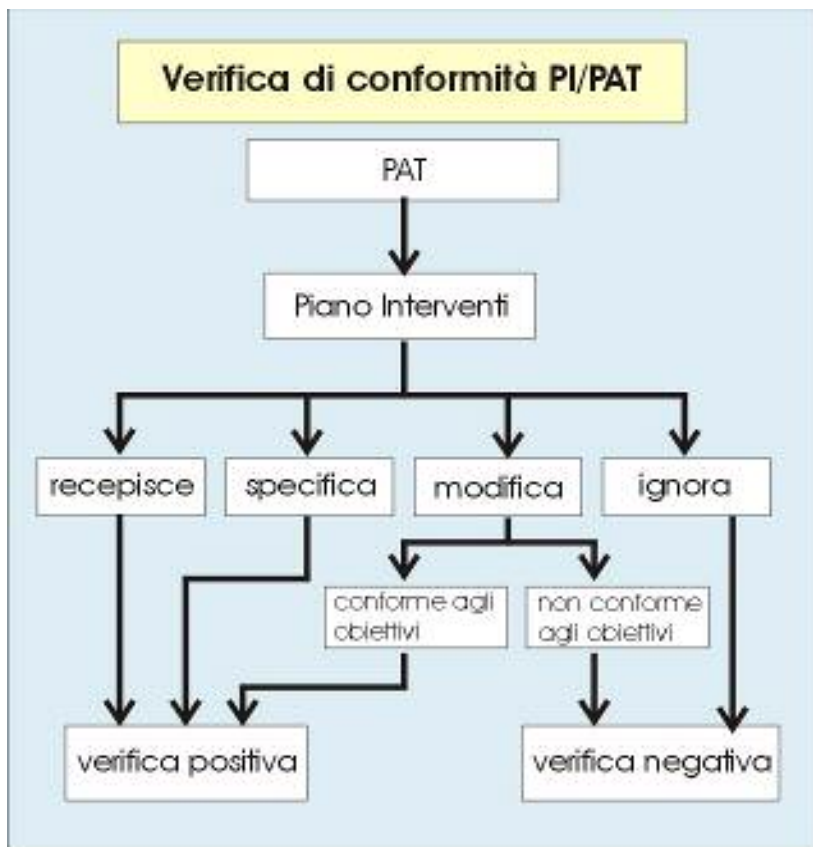 Verifica di conformità PI/PAT
PAT
Piano Interventi
recepisce
specifica
modifica
ignora
conforme agli
obiettivi
non conforme
agli obiettivi
verifica positiva
verifica negativa